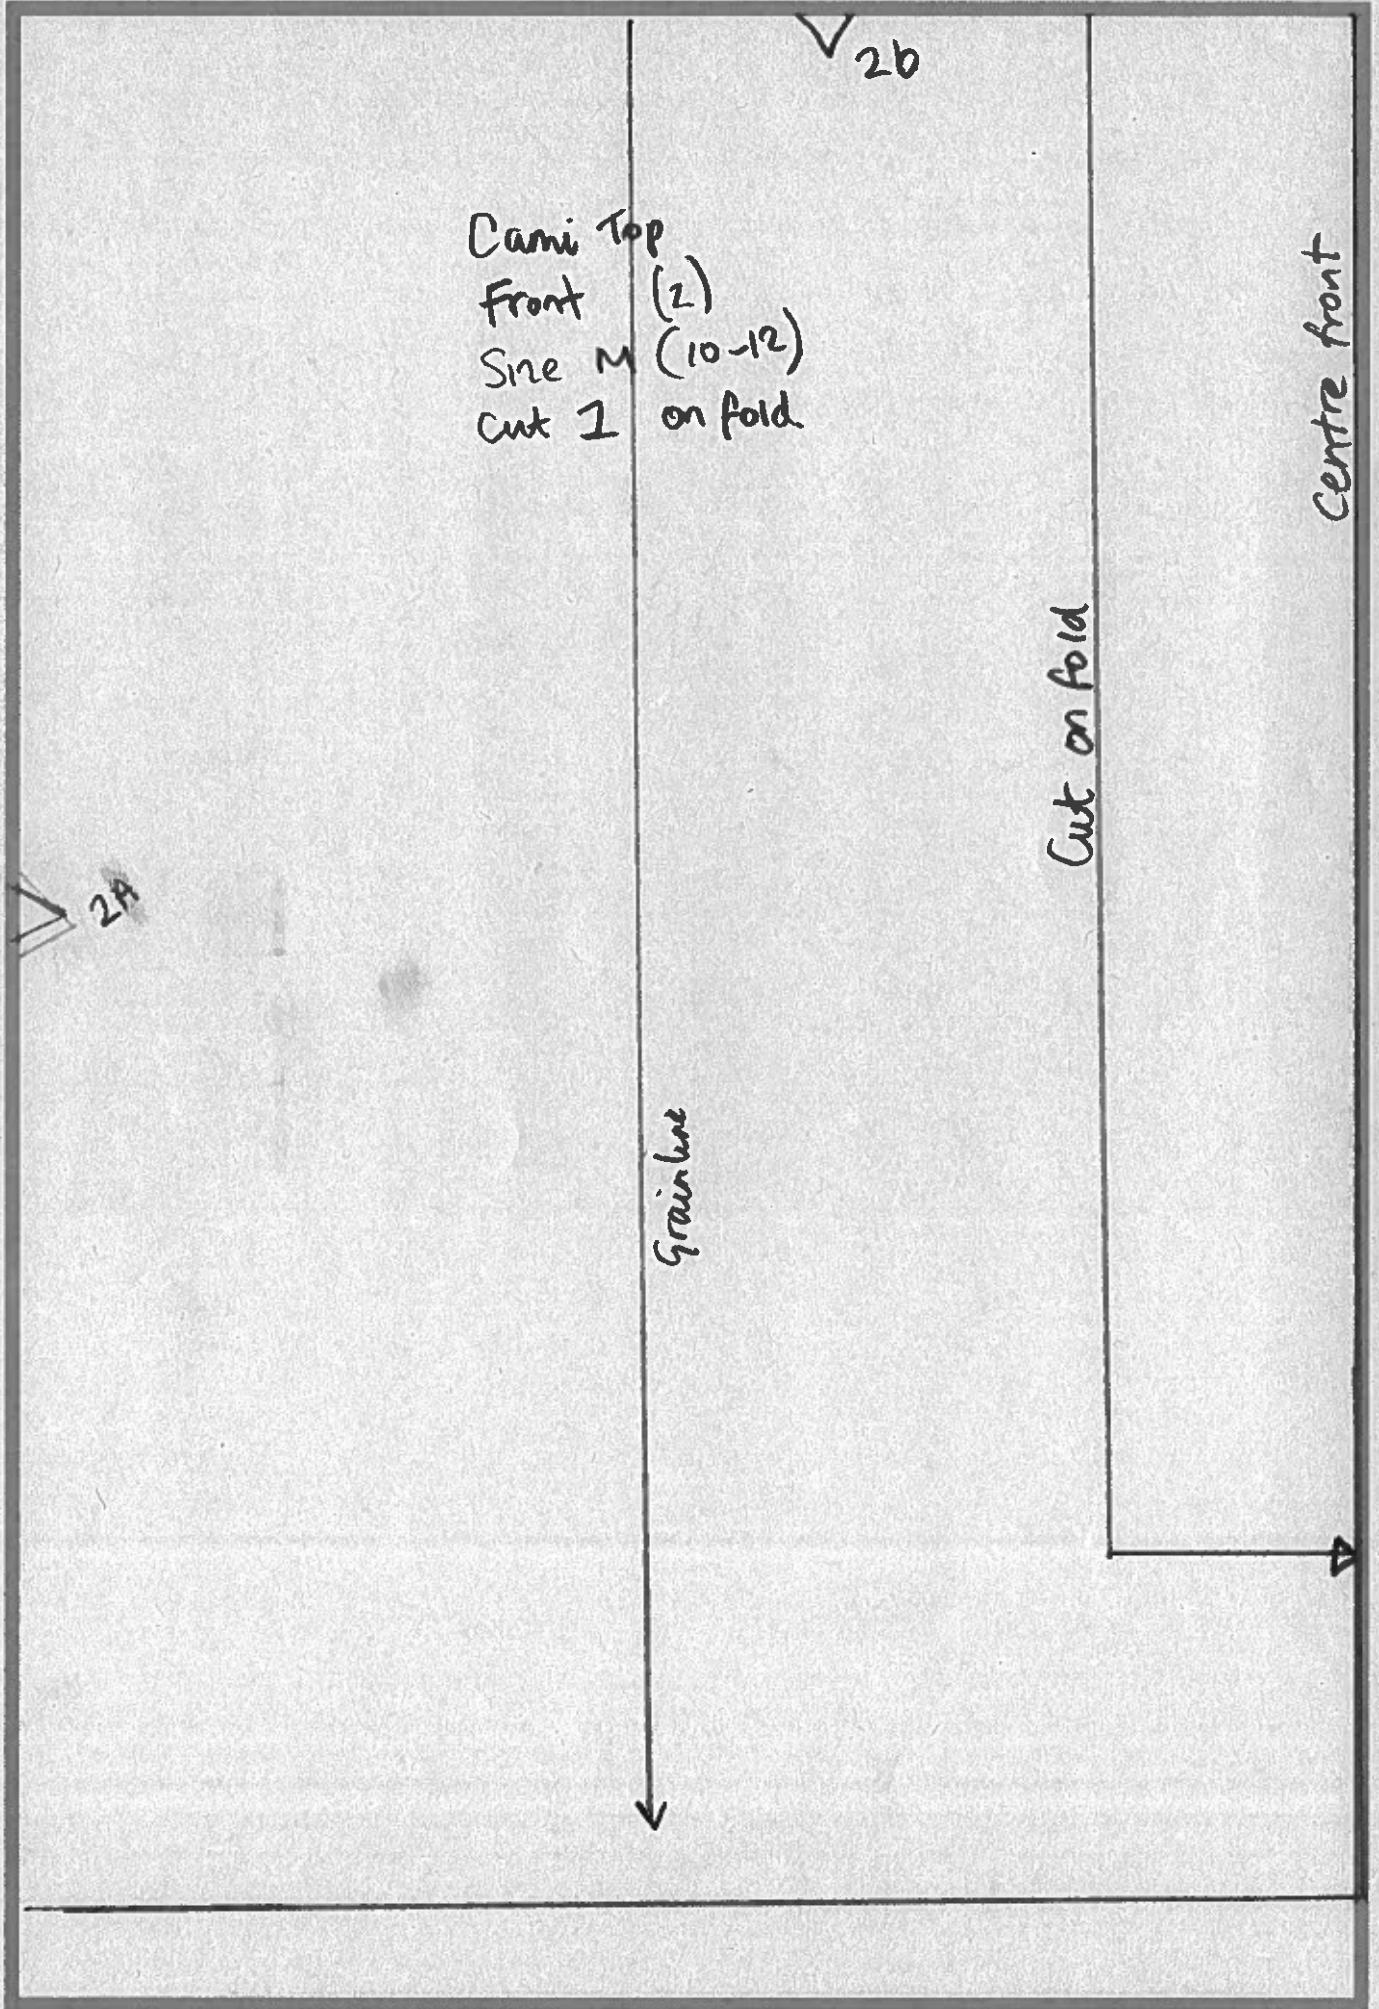 2b
Cami Top
Front (2)
Size M (10-12)
Cut 1 on fold
Centre front
Cut on fold
2A
Grainline